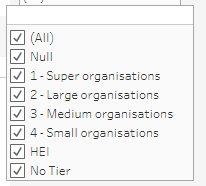 (All)
Null
1 - Super organisations
2 - Large organisations
3 - Medium organisations
4 - Small organisations
HEI
No Tier